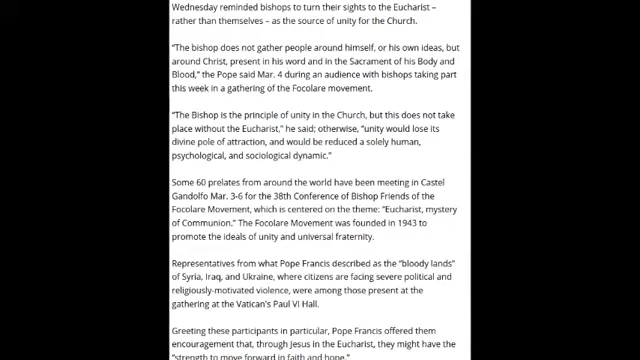 Wednesday reminded bishops to turn their sights to the Eucharist –
rather than themselves – as the source of unity for the Church.
“The bishop does not gather people around himself, or his own ideas, but
around Christ, present in his word and in the Sacrament of his Body and
Blood,” the Pope said Mar. 4 during an audience with bishops taking part
this week in a gathering of the Focolare movement.
“The Bishop is the principle of unity in the Church, but this does not take
place without the Eucharist,” he said; otherwise, “unity would lose its
divine pole of attraction, and would be reduced a solely human,
psychological, and sociological dynamic.”
Some 60 prelates from around the world have been meeting in Castel
Gandolfo Mar. 3-6 for the 38th Conference of Bishop Friends of the
Focolare Movement, which is centered on the theme: “Eucharist, mystery
of Communion.” The Focolare Movement was founded in 1943 to
promote the ideals of unity and universal fraternity.
Representatives from what Pope Francis described as the “bloody lands”
of Syria, Iraq, and Ukraine, where citizens are facing severe political and
religiously-motivated violence, were among those present at the
gathering at the Vatican’s Paul VI Hall.
Greeting these participants in particular, Pope Francis offered them
encouragement that, through Jesus in the Eucharist, they might have the
“strength to move forward in faith and hope.”